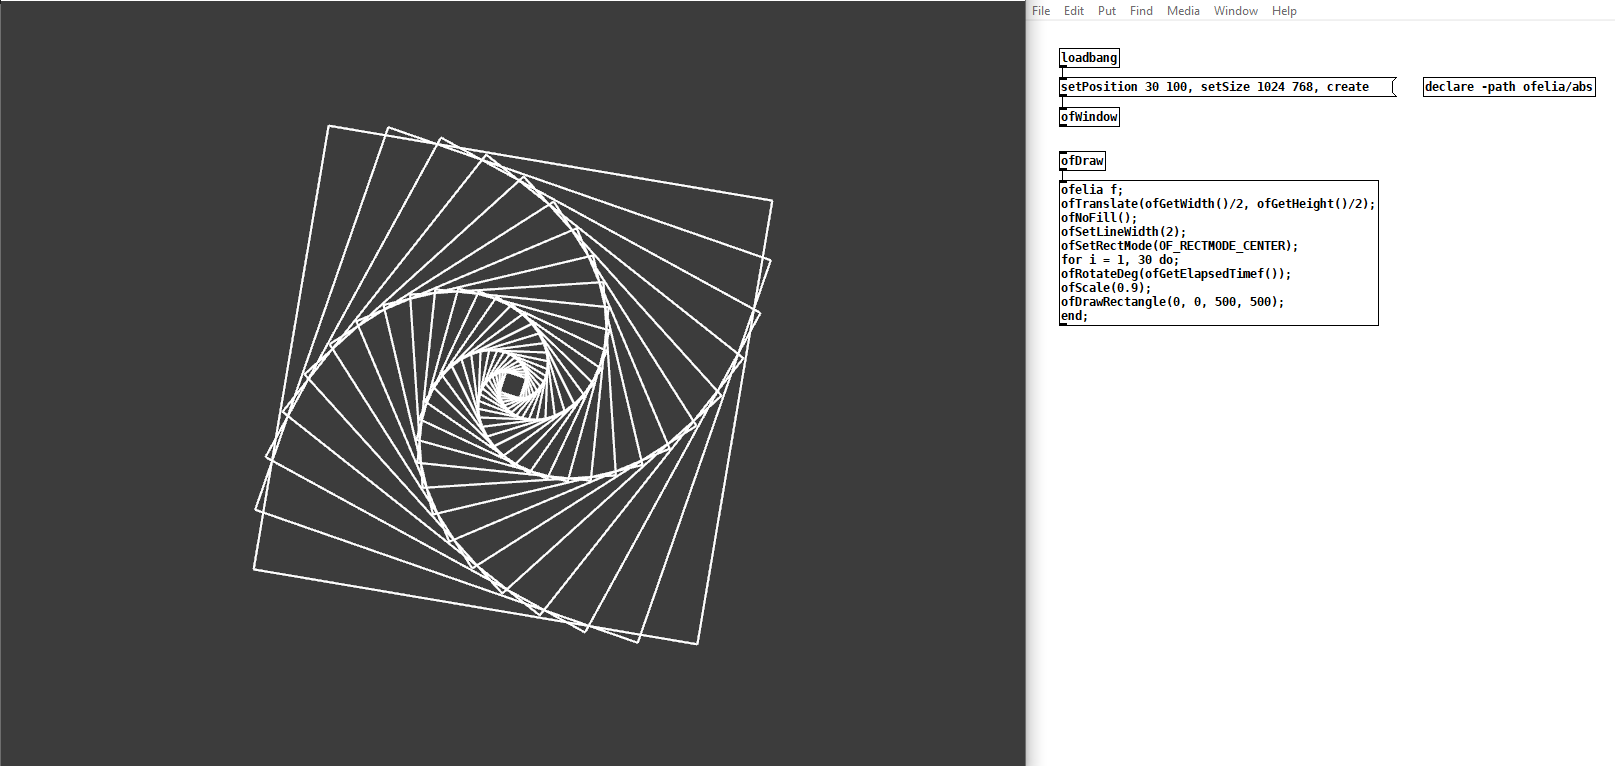 File Edit Put Find Media Window Help
loadbang
setPosition 30 100, setSize 1024 768, create
declare -path ofelia/abs
ofWindow
ofDraw
ofelia f;
ofTranslate(ofGetWidth()/2, ofGetHeight()/2);
ofNoFill();
ofSetLineWidth(2);
ofSetRectMode(OF_RECTMODE_CENTER);
for i = 1, 30 do;
ofRotateDeg(ofGetElapsedTimef());
ofScale(0.9);
ofDrawRectangle(0, 0, 500, 500);
end;